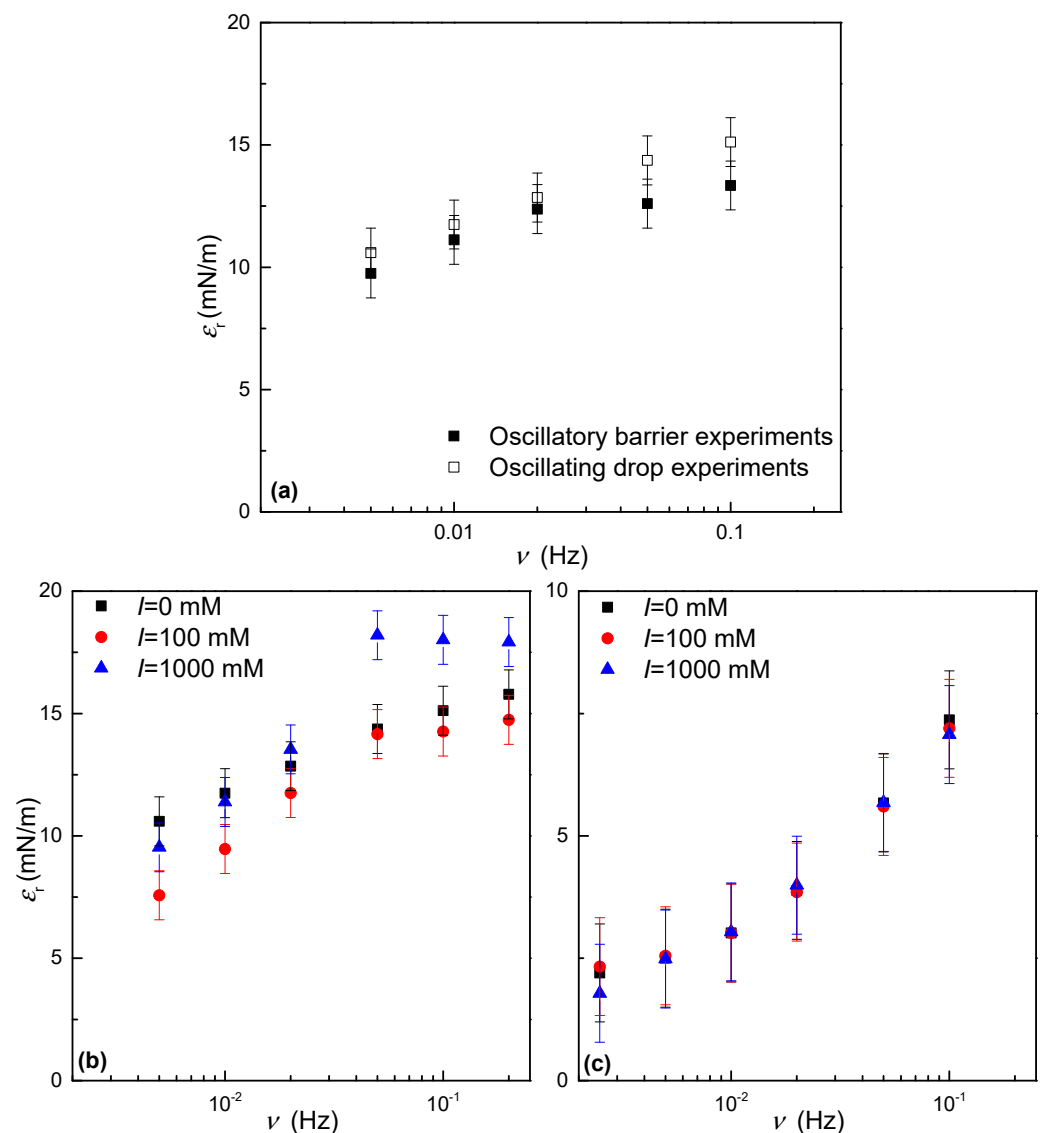 20
15
10
5
0
εr (mN/m)
Oscillatory barrier experiments
Oscillating drop experiments
(a)
0.01
0.1
ν (Hz)
20
15
10
5
0
εr (mN/m)
I=0 mM
I=100 mM
I=1000 mM
(b)
10-2
10-1
ν (Hz)
10
5
0
I=0 mM
I=100 mM
I=1000 mM
(c)
10-2
10-1
ν (Hz)